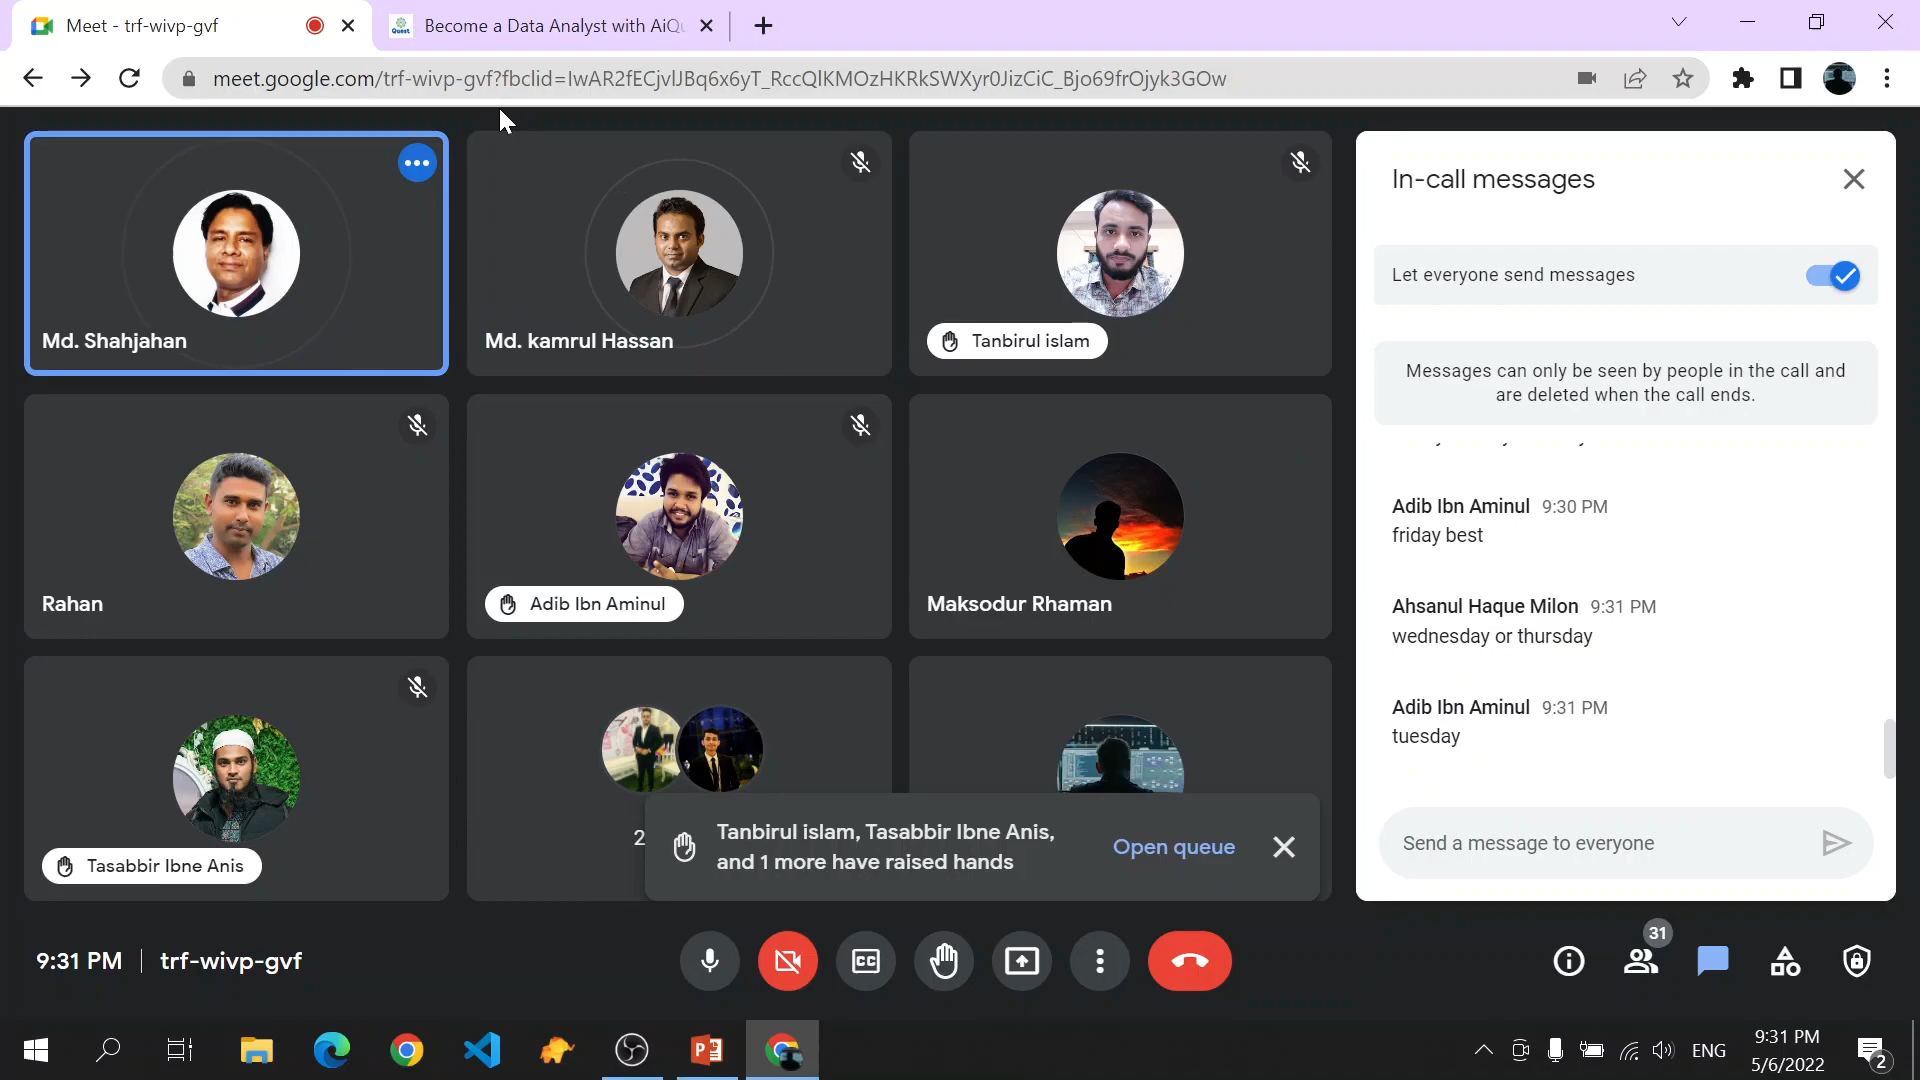 Meet - trf-wivp-gvf
Quest
Become a Data Analyst with AiQu
meet.google.com/trf-wivp-gvf?fbclid=IwAR2fECjvlJBq6x6yT_RccQlKMOzHKRkSWXyr0JizCiC_Bjo69frOjyk3GOw
Md. Shahjahan
Md. kamrul Hassan
Tanbirul islam
Rahan
Adib Ibn Aminul
Maksodur Rhaman
Tasabbir Ibne Anis
2
Tanbirul islam, Tasabbir Ibne Anis,
and 1 more have raised hands
Open queue
In-call messages
Let everyone send messages
Messages can only be seen by people in the call and
are deleted when the call ends.
Adib Ibn Aminul 9:30 PM
friday best
Ahsanul Haque Milon 9:31 PM
wednesday or thursday
Adib Ibn Aminul 9:31 PM
tuesday
Send a message to everyone
9:31 PM | trf-wivp-gvf
CC
31
ENG
9:31 PM
5/6/2022
2